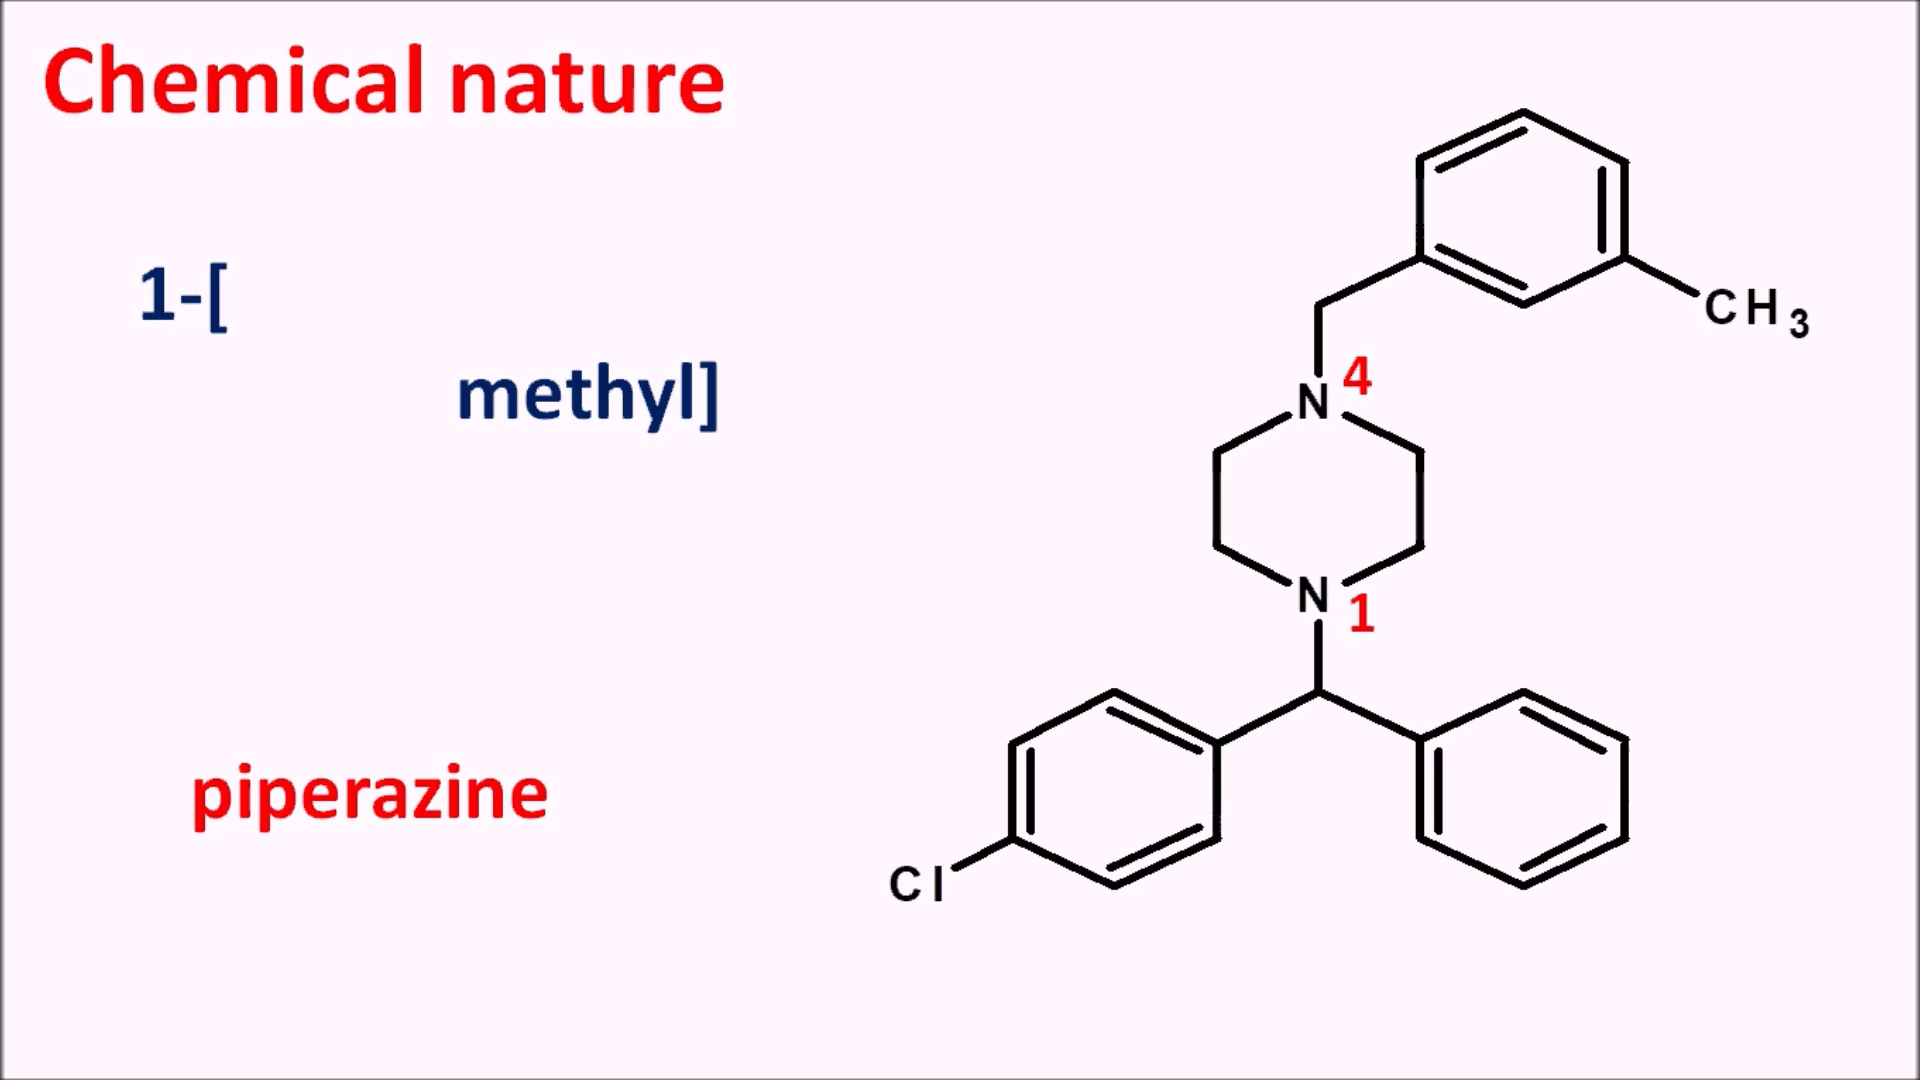 Chemical nature
1-[
methyl]
piperazine
CH3
N 4
N 1
Cl